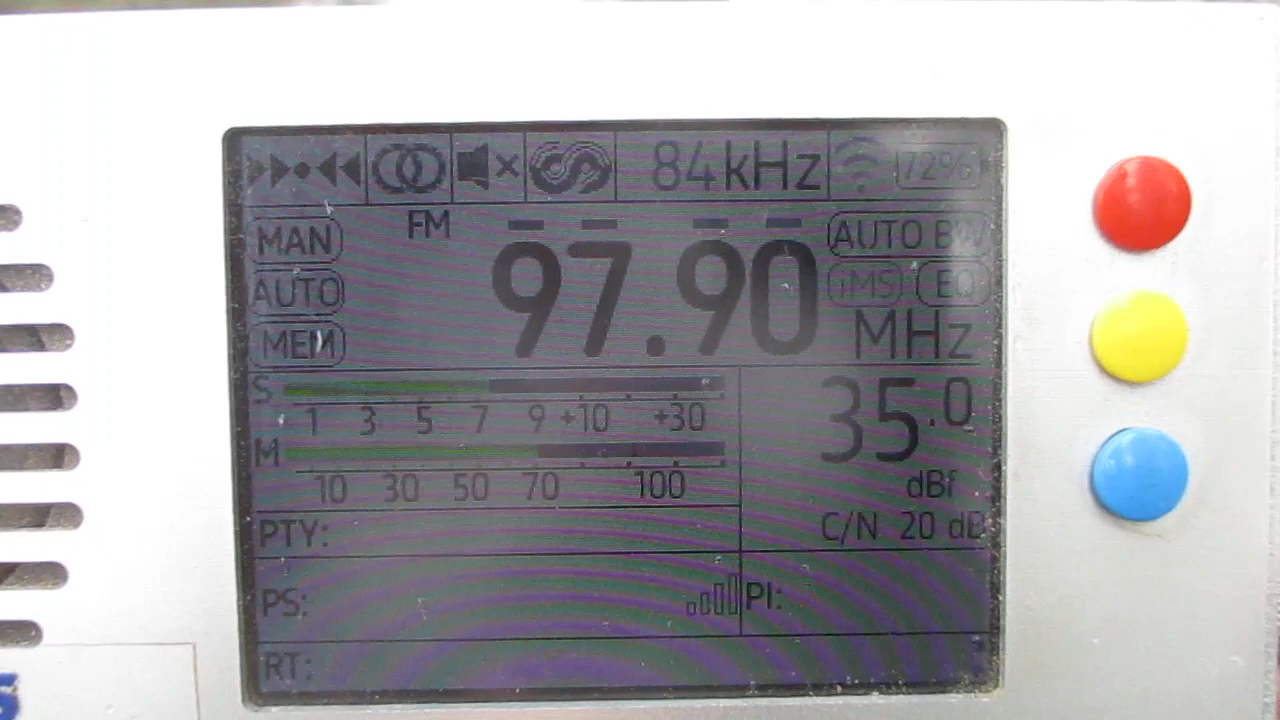 84kHz 72%
MAN FM AUTO BW
97.90 MHz
AUTO iMS EQ
MEM
S 1 3 5 7 9 +10 +30
35.0 dBf
M 10 30 50 70 100
C/N 20 dB
PTY:
PS: PI:
RT: